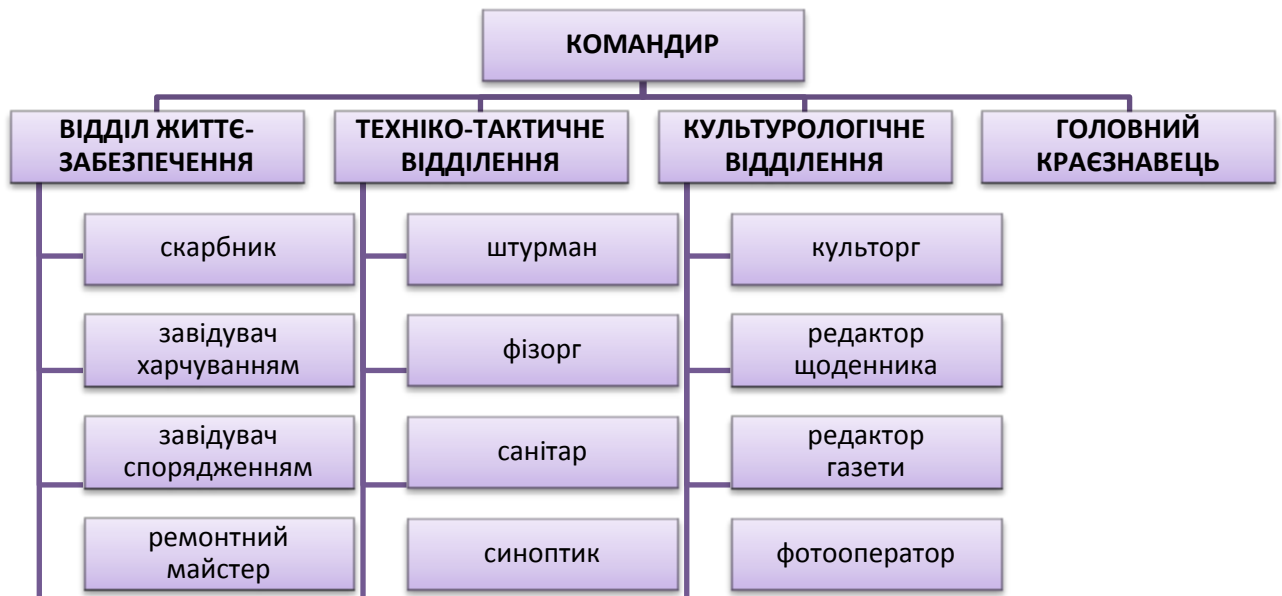 КОМАНДИР
ВІДДІЛ ЖИТТЄ-
ЗАБЕЗПЕЧЕННЯ
ТЕХНІКО-ТАКТИЧНЕ
ВІДДІЛЕННЯ
КУЛЬТУРОЛОГІЧНЕ
ВІДДІЛЕННЯ
ГОЛОВНИЙ
КРАЄЗНАВЕЦЬ
скарбник
завідувач
харчуванням
завідувач
спорядженням
ремонтний
майстер
штурман
фізорг
санітар
синоптик
культорг
редактор
щоденника
редактор
газети
фотооператор